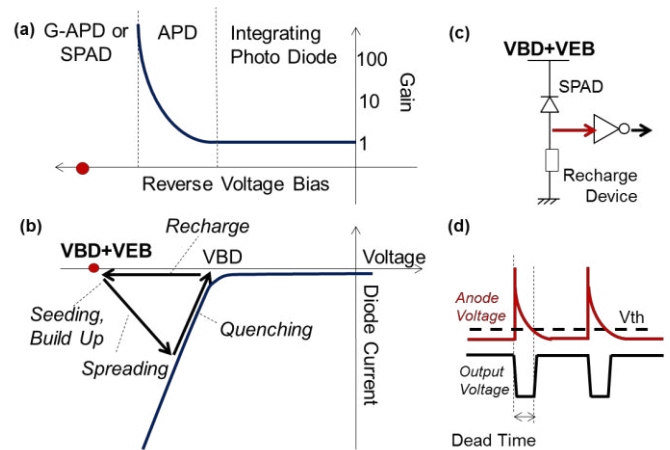 (a)
G-APD or
SPAD
APD
Integrating
Photo Diode
100
10
1
Gain
Reverse Voltage Bias
(b)
Recharge
VBD+VEB
VBD
Voltage
Seeding,
Build Up
Quenching
Spreading
Diode Current
(c)
VBD+VEB
SPAD
Recharge
Device
(d)
Anode
Voltage
Vth
Output
Voltage
Dead Time